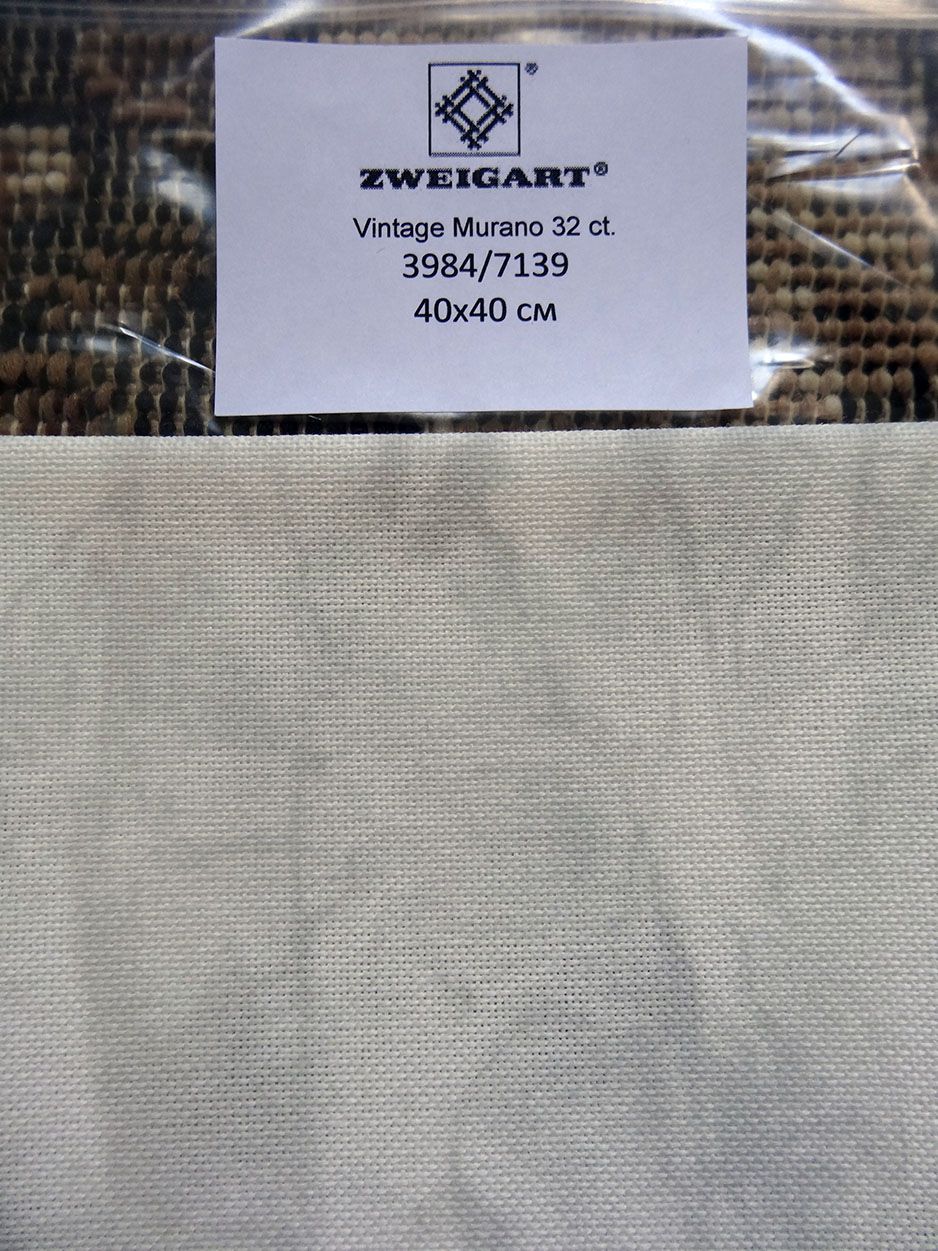 ZWEIGART®
Vintage Murano 32 ct.
3984/7139
40x40 см